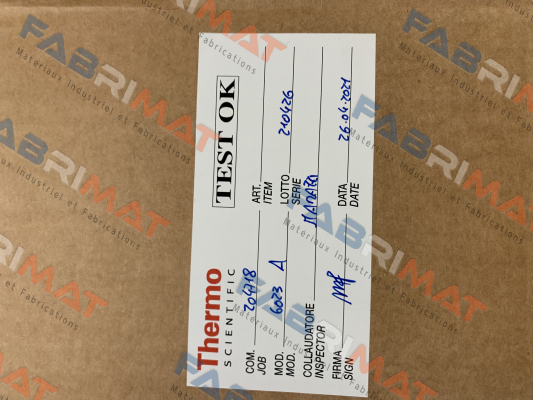 Thermo
SCIENTIFIC
TEST OK
COM. 204718 ART.
JOB ITEM
MOD. 6023 A LOTTO 210426
MOD. SERIE
COLLAUDATORE
INSPECTOR
FIRMA DATA 26.04.2021
SIGN DATE
FABRIMAT
Materiaux Industriel et Fabrications